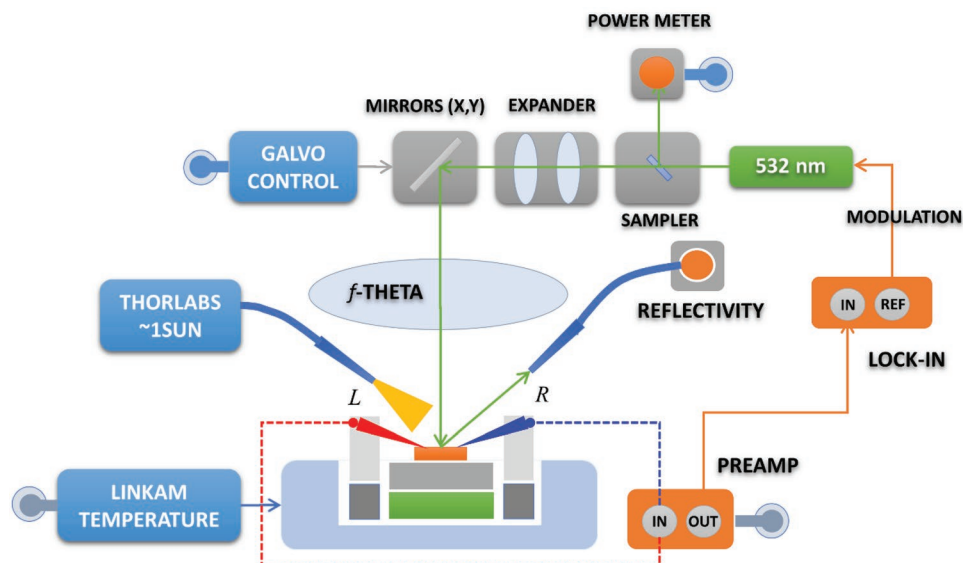 POWER METER
MIRRORS (X,Y)
EXPANDER
GALVO
CONTROL
532 nm
SAMPLER
MODULATION
f-THETA
THORLABS
~1SUN
REFLECTIVITY
IN
REF
LOCK-IN
L
R
PREAMP
LINKAM
TEMPERATURE
IN
OUT